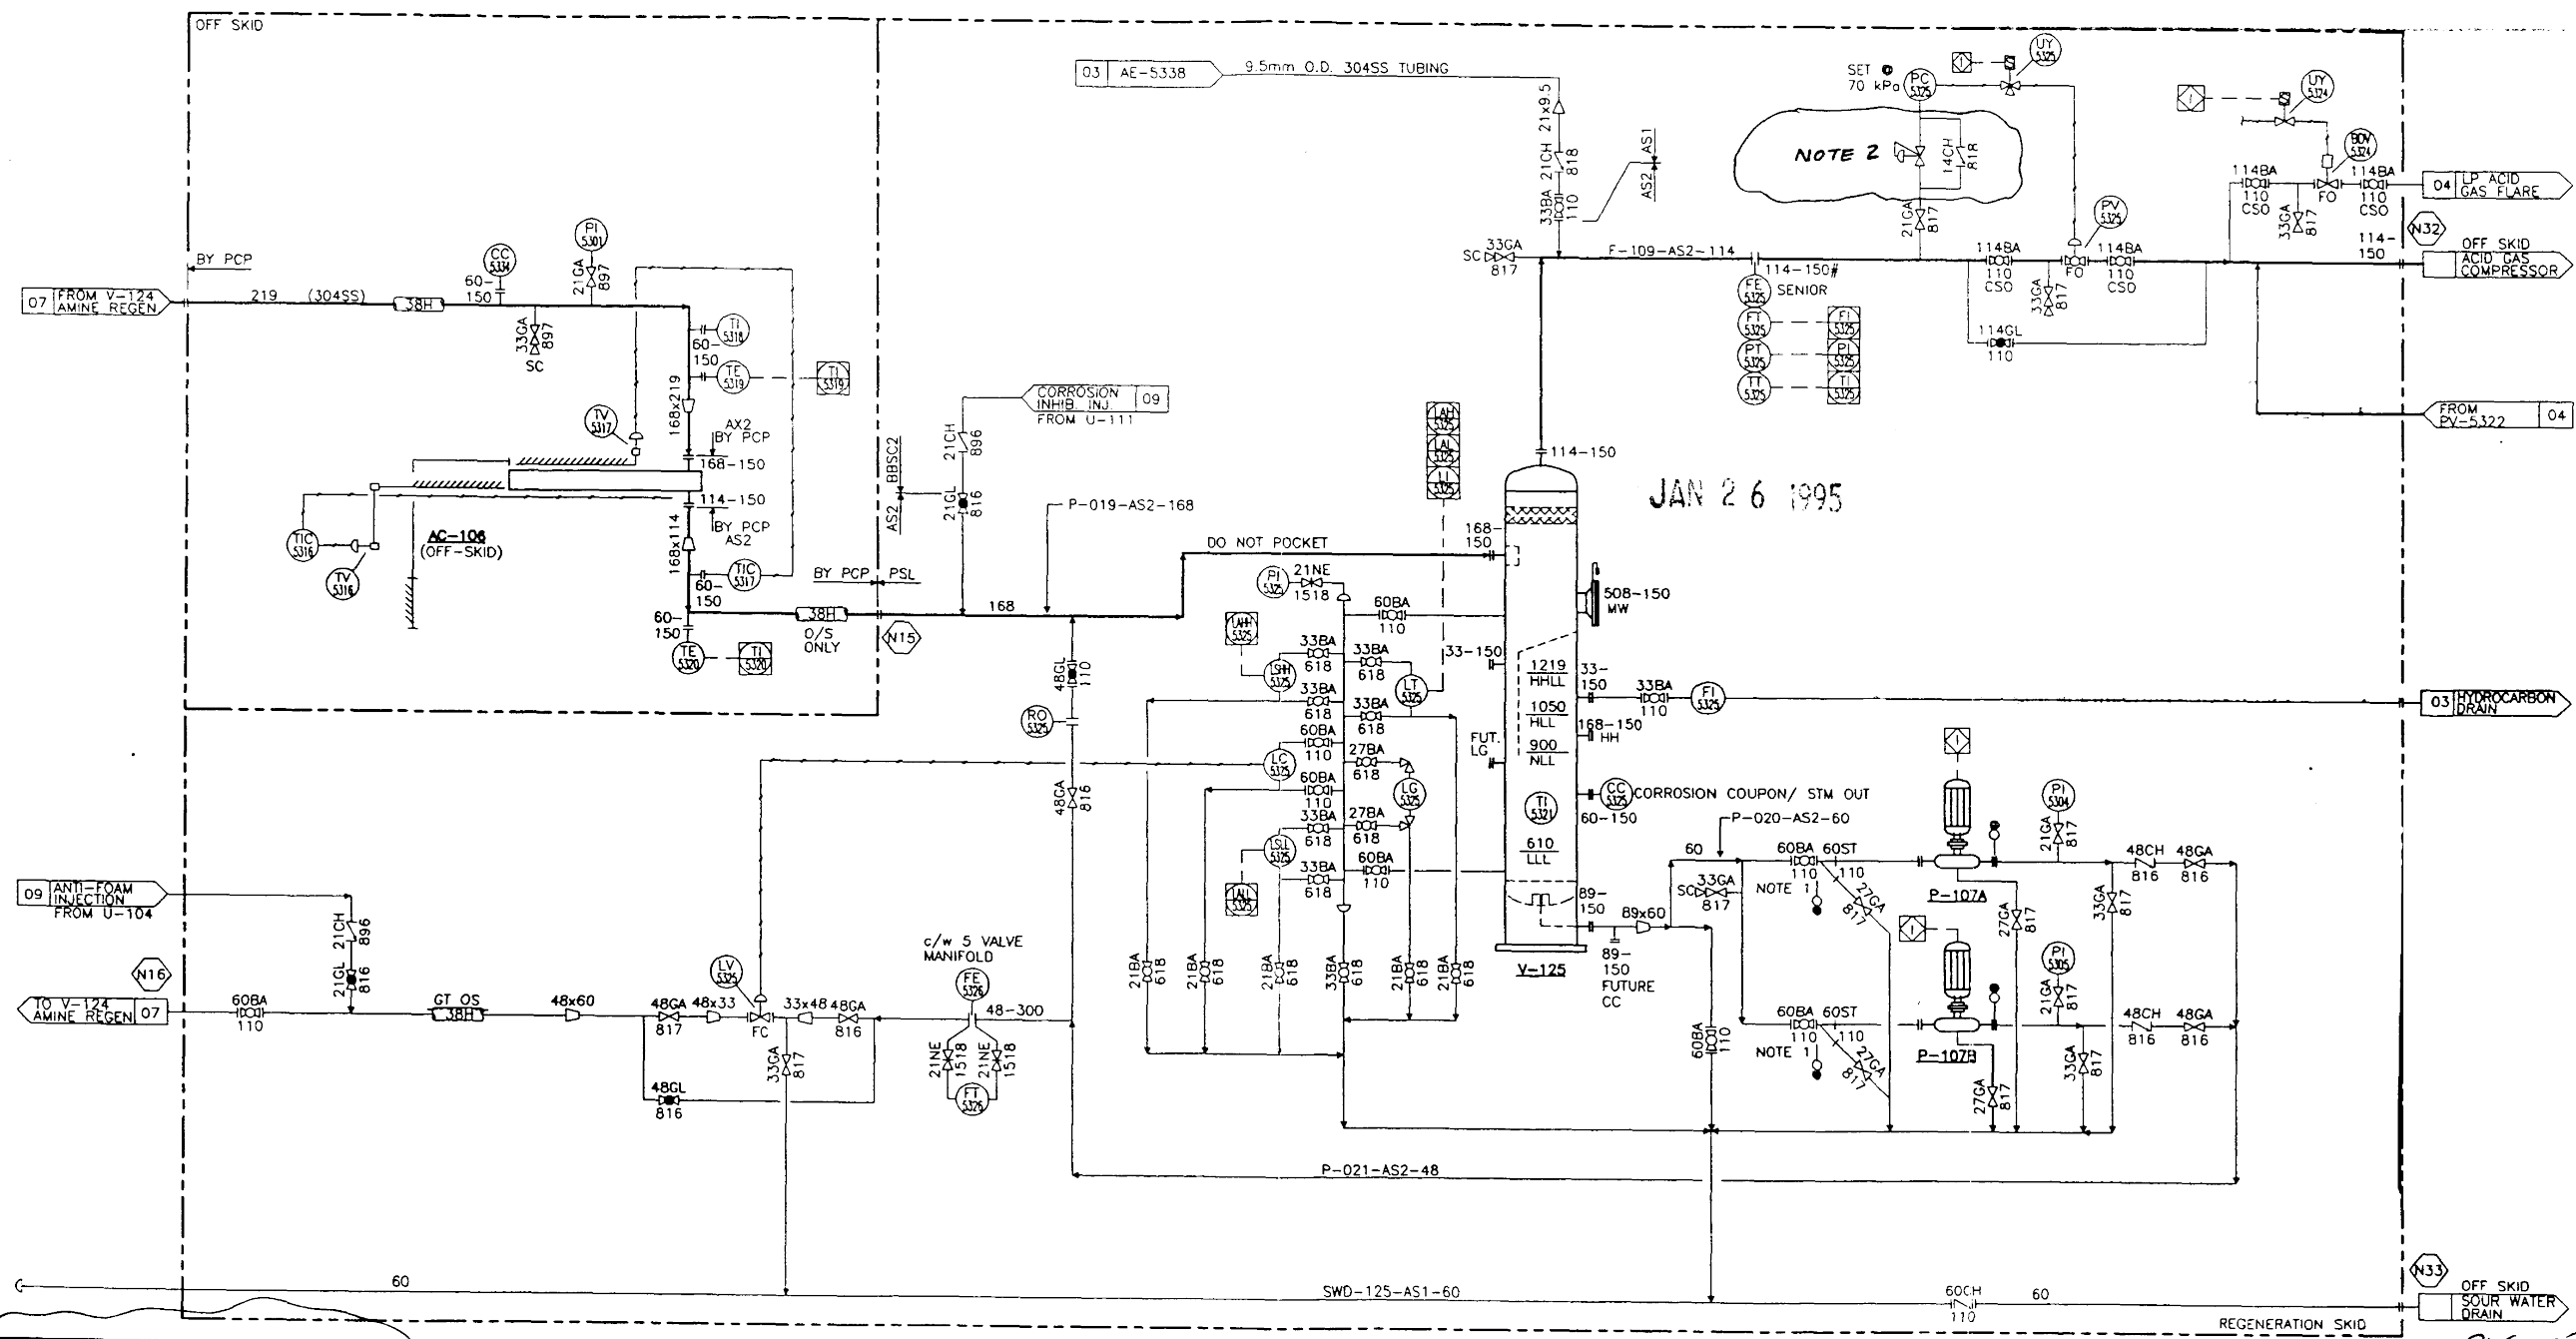 OFF SKID
03 AE-5338
9.5mm O.D. 304SS TUBING
21x9.5
21CH
818
33BA
110
AS2 AS1
SET @
70 kPa
PC
5325
UY
5325
I
NOTE 2
14CH
818
21GA
817
I
UY
5324
BDV
5324
114BA
110
CSO
33GA
817
FO
114BA
110
CSO
04 LP ACID
GAS FLARE
N32
114-
150
OFF SKID
ACID GAS
COMPRESSOR
PV
5325
114BA
110
CSO
33GA
817
FO
114BA
110
CSO
114GL
110
FROM
PV-5322 04
SC
33GA
817
F-109-AS2-114
114-150#
SENIOR
FE
5325
FT
5325
FI
5325
PT
5325
PI
5325
TT
5325
TI
5325
BY PCP
07 FROM V-124
AMINE REGEN
219 (304SS)
38H
CC
5334
60-
150
PI
5301
21GA
897
33GA
897
SC
TI
5318
60-
150
TE
5319
TI
5319
168x219
AX2
BY PCP
168-150
TV
5317
114-150
BY PCP
AS2
168x114
AC-106
(OFF-SKID)
TIC
5316
TV
5316
TIC
5317
60-
150
60-
150
TE
5320
TI
5320
BY PCP
PSL
38H
O/S
ONLY
N15
168
CORROSION
INHIB. INJ. 09
FROM U-111
21CH
896
AS2 BBSC2
21GL
816
P-019-AS2-168
DO NOT POCKET
LAH
5325
LAL
5325
LI
5325
114-150
JAN 26 1995
168-
150
508-150
MW
PI
5325
21NE
1518
60BA
110
LAHH
5325
LSHH
5325
33BA
618
33BA
618
LT
5325
33BA
618
33BA
618
33-150
1219
HHLL
33-
150
33BA
110
FI
5325
03 HYDROCARBON
DRAIN
1050
HLL
168-150
HH
900
NLL
FUT.
LG
48GL
110
RO
5325
48GA
816
60BA
110
LC
5325
27BA
618
60BA
110
LG
5325
33BA
618
27BA
618
LSLL
5325
33BA
618
60BA
110
LALL
5325
TI
5321
CC
5325
CORROSION COUPON/ STM OUT
60-150
610
LLL
89-
150
89x60
89-
150
FUTURE
CC
V-125
P-020-AS2-60
60
SC
33GA
817
60BA
110
60ST
110
NOTE 1
27GA
817
I
P-107A
PI
5304
21GA
817
27GA
817
33GA
817
48CH
816
48GA
816
I
60BA
110
60ST
110
NOTE 1
27GA
817
P-107B
PI
5305
21GA
817
27GA
817
33GA
817
48CH
816
48GA
816
60BA
110
21BA
618
21BA
618
21BA
618
33BA
618
21BA
618
21BA
618
09 ANTI-FOAM
INJECTION
FROM U-104
21CH
896
21GL
816
N16
TO V-124
AMINE REGEN 07
60BA
110
GT OS
38H
48x60
48GA
817
48x33
LV
5325
FC
33x48
48GA
816
33GA
817
48GL
816
c/w 5 VALVE
MANIFOLD
FE
5326
48-300
21NE
1518
21NE
1518
FT
5326
P-021-AS2-48
60
SWD-125-AS1-60
60CH
110
60
N33
OFF SKID
SOUR WATER
DRAIN
REGENERATION SKID